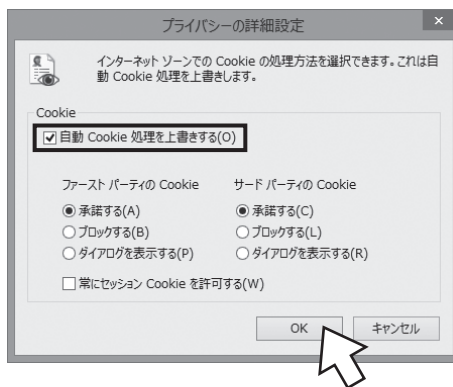 プライバシーの詳細設定
インターネット ゾーンでの Cookie の処理方法を選択できます。これは自
動 Cookie 処理を上書きします。
Cookie
自動 Cookie 処理を上書きする(O)
ファースト パーティの Cookie サード パーティの Cookie
承諾する(A) 承諾する(C)
ブロックする(B) ブロックする(L)
ダイアログを表示する(P) ダイアログを表示する(R)
常にセッション Cookie を許可する(W)
OK キャンセル